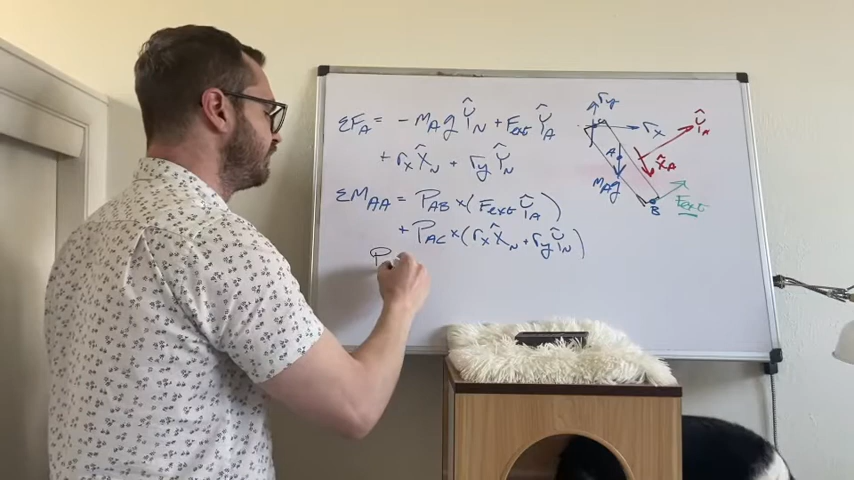 ΣF_A = - M_A g Ŷ_N + F_ext Ŷ_A
+ r_x X̂_N + r_y Ŷ_N
ΣM_AA = P_AB × (F_ext Ŷ_A)
+ P_AC × (r_x X̂_N + r_y Ŷ_N)
P
r_y
C
r_x
Ŷ_A
A
X̂_A
M_A g
B
F_ext